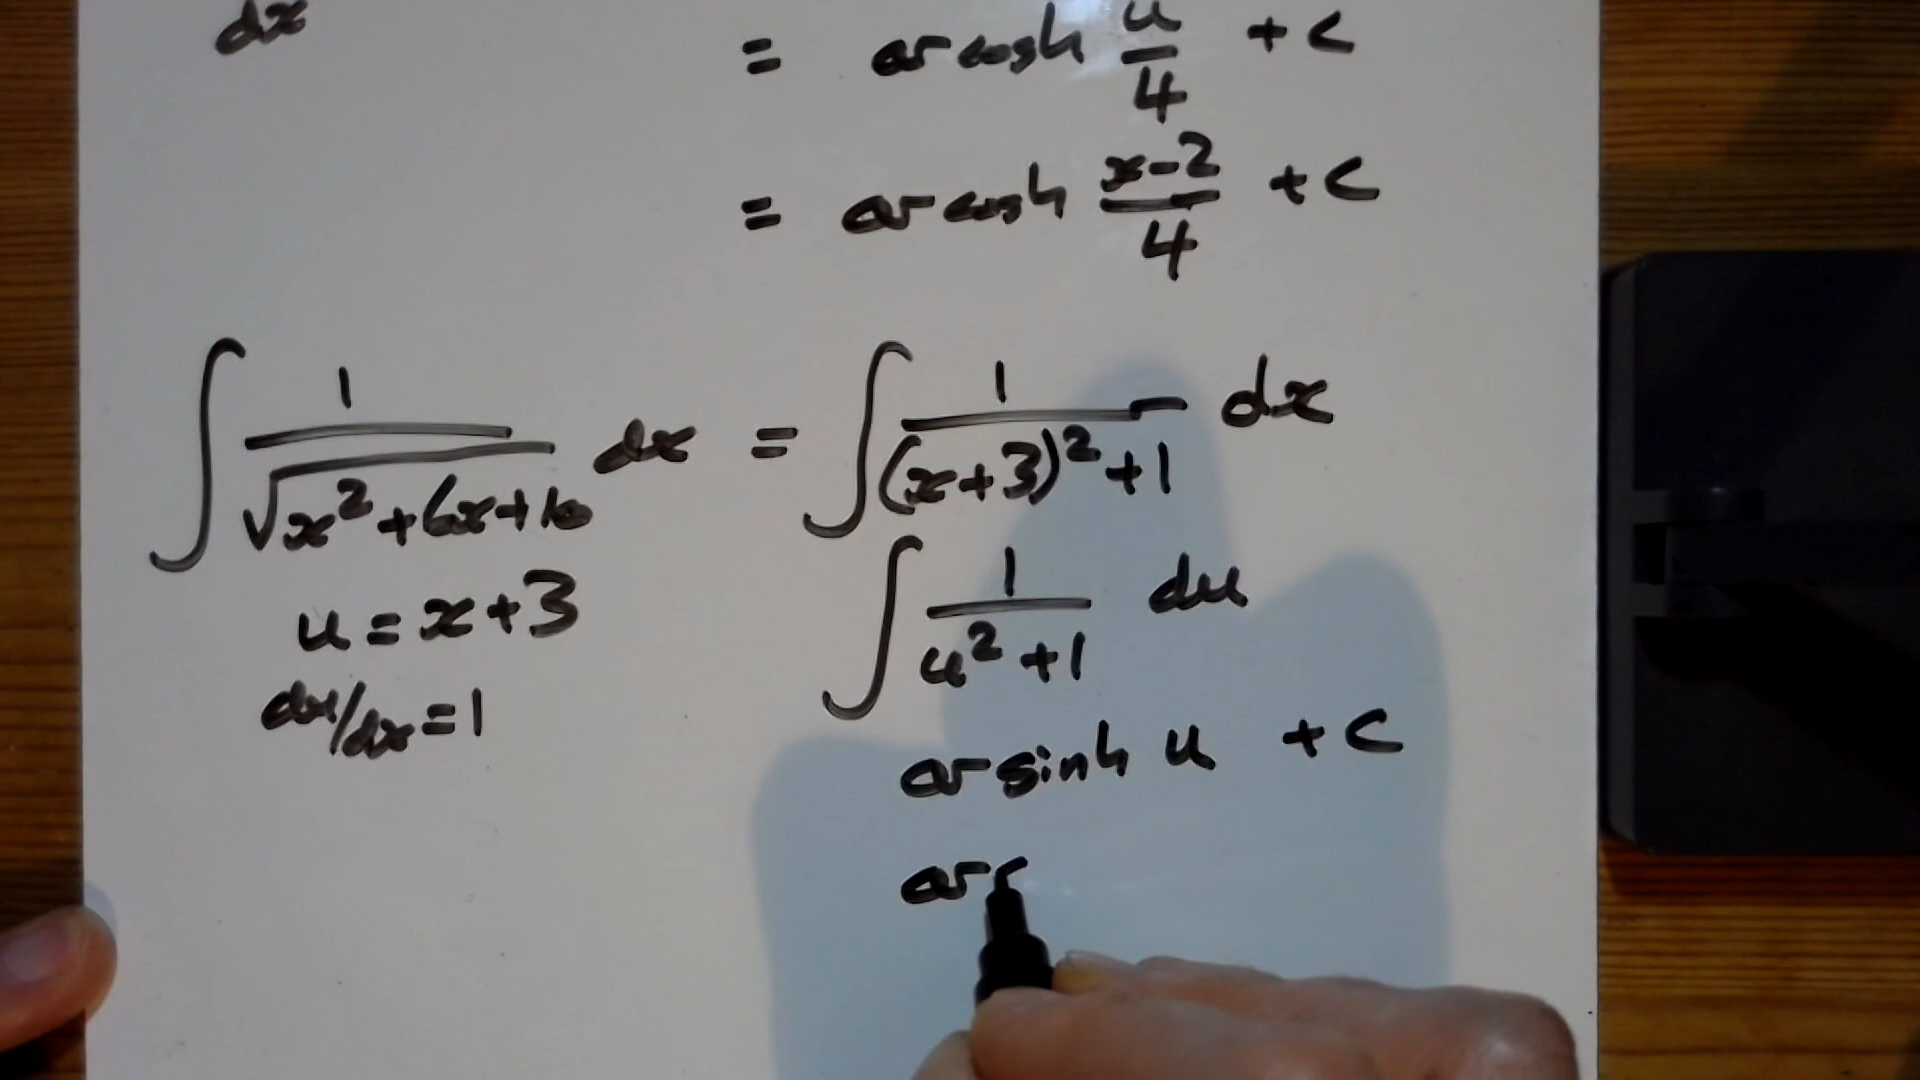 dx
= arcosh u/4 + c
= arcosh (x-2)/4 + c
∫ 1/√(x²+6x+10) dx = ∫ 1/((x+3)²+1) dx
u = x+3
∫ 1/(u²+1) du
du/dx = 1
arsinh u + c
ars